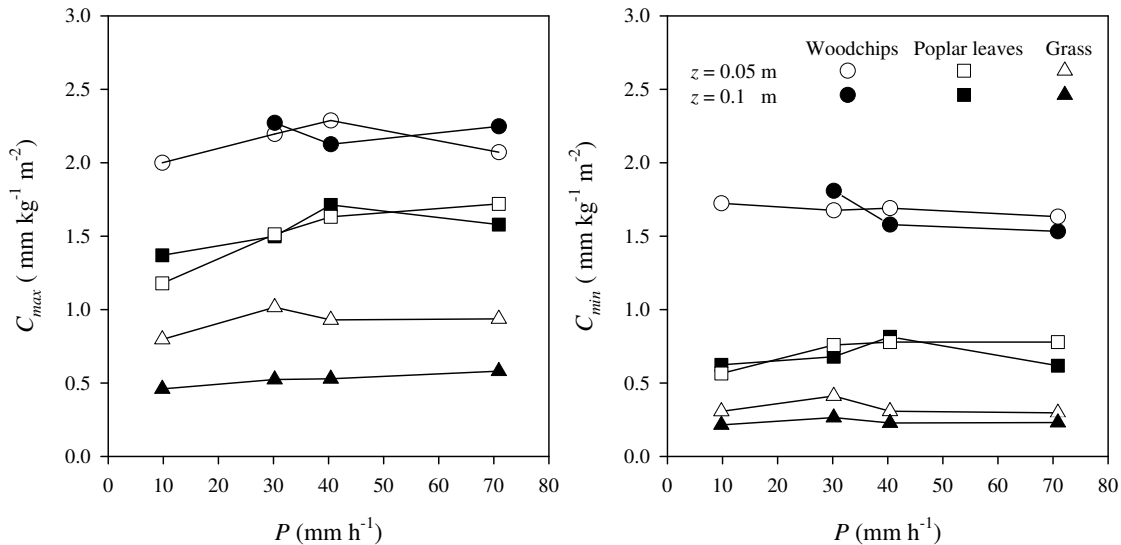 3.0
2.5
2.0
1.5
1.0
0.5
0.0
C_max ( mm kg⁻¹ m⁻²)
0 10 20 30 40 50 60 70 80
P (mm h⁻¹)
3.0
2.5
2.0
1.5
1.0
0.5
0.0
C_min ( mm kg⁻¹ m⁻²)
Woodchips Poplar leaves Grass
z = 0.05 m
z = 0.1 m
0 10 20 30 40 50 60 70 80
P (mm h⁻¹)